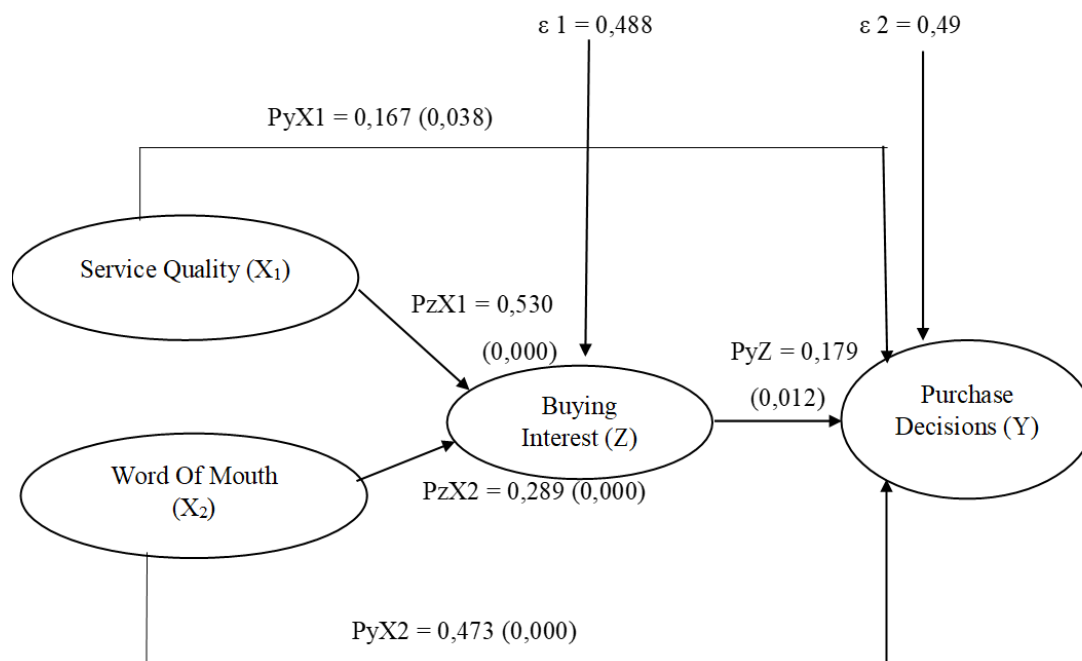 ε 1 = 0,488
ε 2 = 0,49
PyX1 = 0,167 (0,038)
Service Quality (X₁)
PzX1 = 0,530
(0,000)
PyZ = 0,179
(0,012)
Buying
Interest (Z)
Purchase
Decisions (Y)
Word Of Mouth
(X₂)
PzX2 = 0,289 (0,000)
PyX2 = 0,473 (0,000)